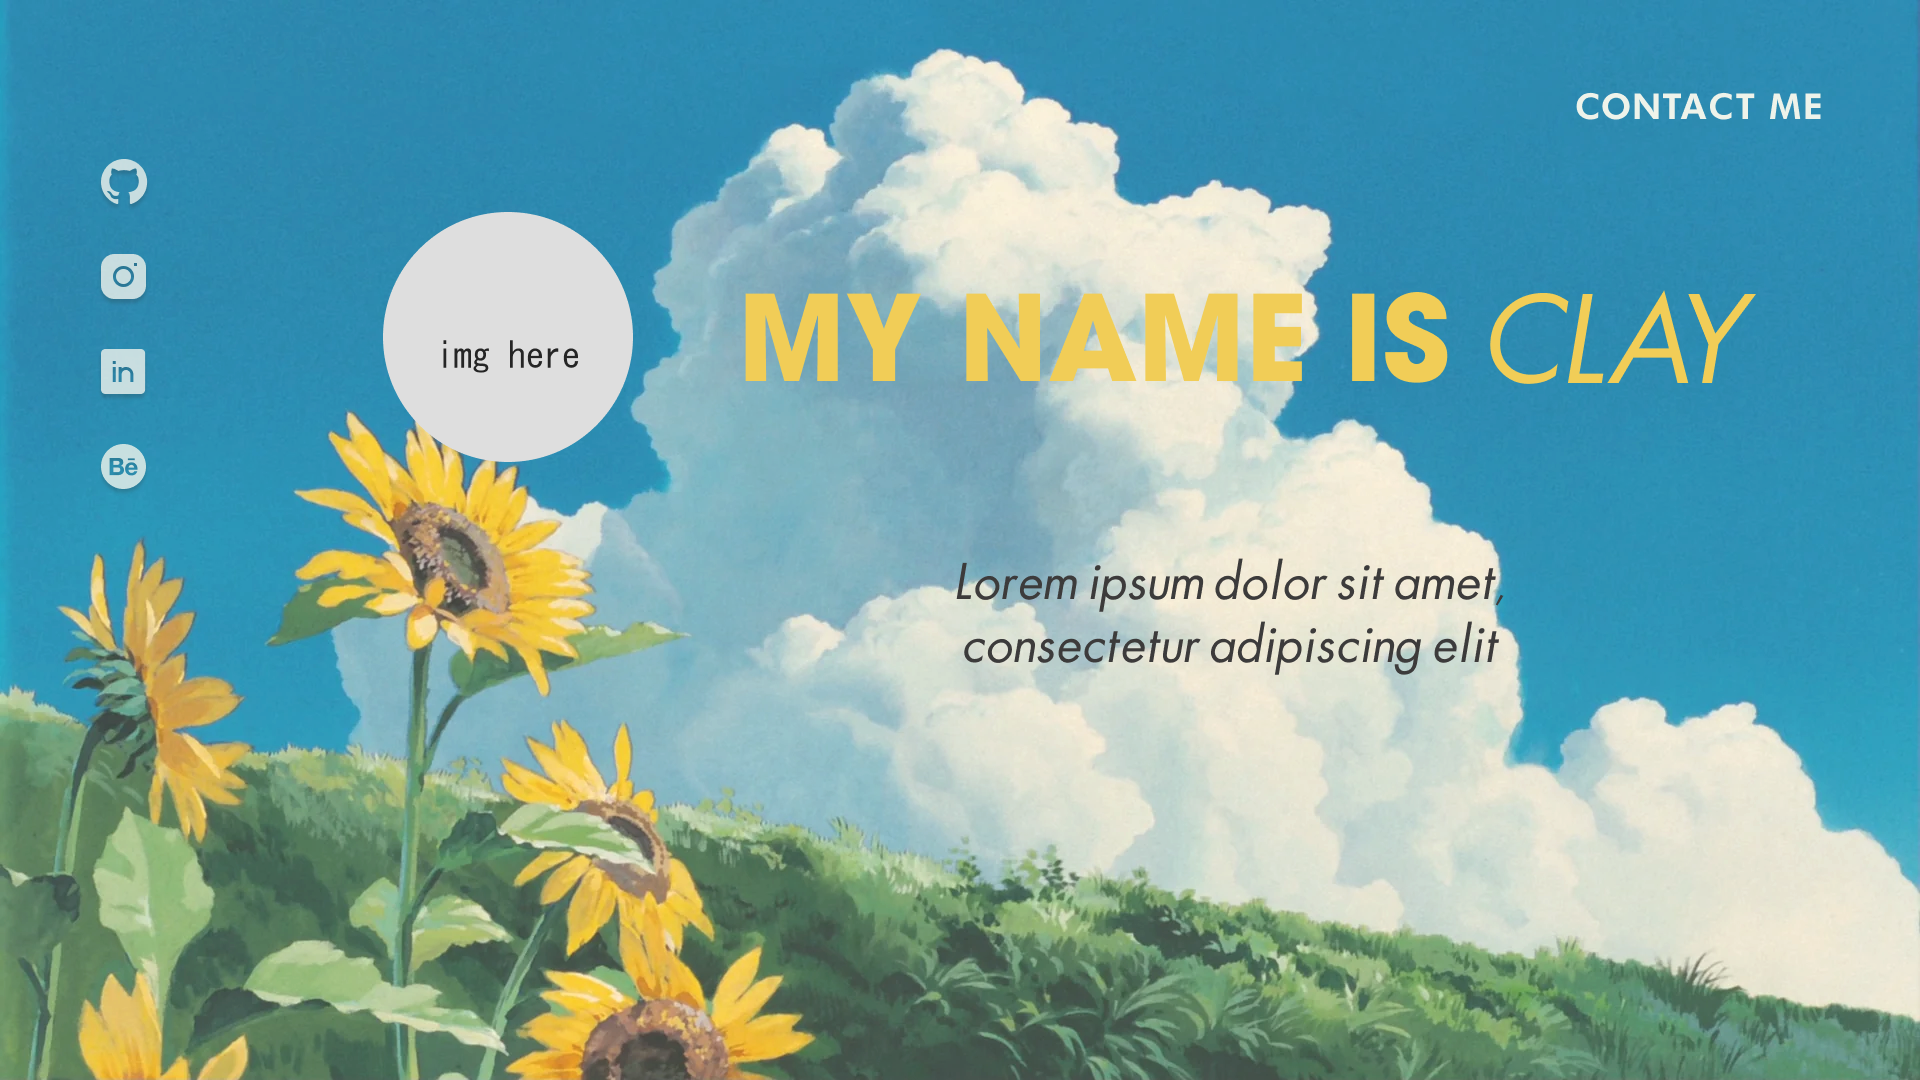 CONTACT ME
in
Bē
img here
MY NAME IS CLAY
Lorem ipsum dolor sit amet,
consectetur adipiscing elit